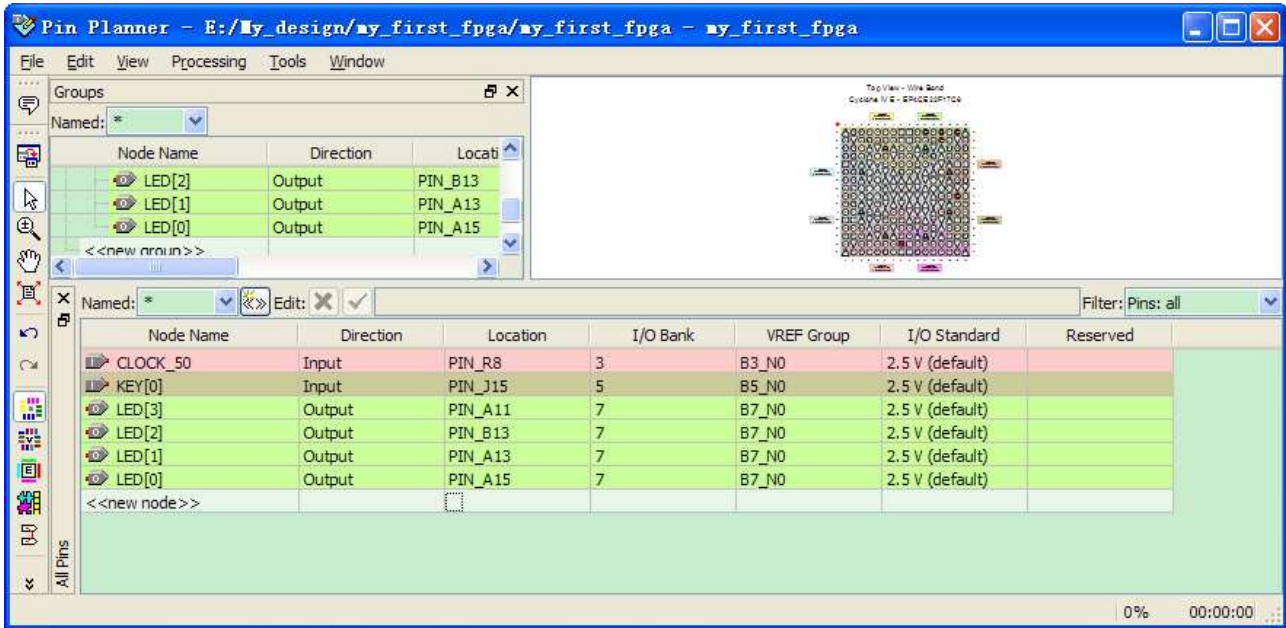 Pin Planner - E:/My_design/my_first_fpga/my_first_fpga - my_first_fpga
File Edit View Processing Tools Window
Groups
Named: *
Node Name Direction Locati
LED[2] Output PIN_B13
LED[1] Output PIN_A13
LED[0] Output PIN_A15
<<new group>>
Top View - Wire Bond
Named: * Edit: Filter: Pins: all
Node Name Direction Location I/O Bank VREF Group I/O Standard Reserved
CLOCK_50 Input PIN_R8 3 B3_N0 2.5 V (default)
KEY[0] Input PIN_J15 5 B5_N0 2.5 V (default)
LED[3] Output PIN_A11 7 B7_N0 2.5 V (default)
LED[2] Output PIN_B13 7 B7_N0 2.5 V (default)
LED[1] Output PIN_A13 7 B7_N0 2.5 V (default)
LED[0] Output PIN_A15 7 B7_N0 2.5 V (default)
<<new node>>
All Pins
0% 00:00:00